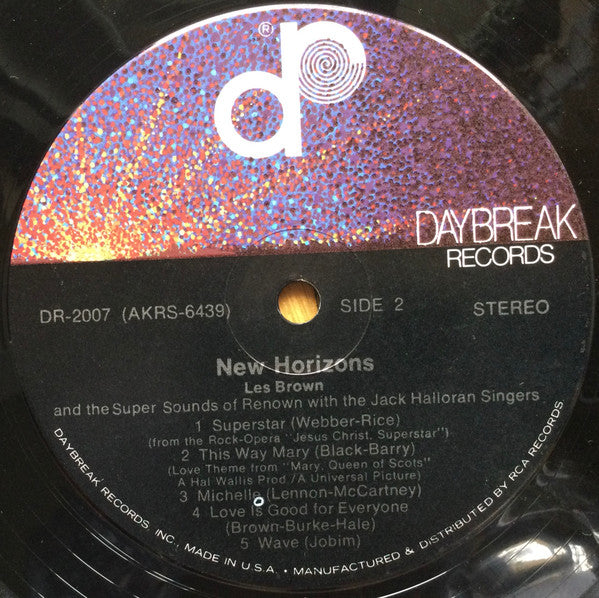 ® dp
DAYBREAK
RECORDS
DR-2007 (AKRS-6439) SIDE 2 STEREO
New Horizons
Les Brown
and the Super Sounds of Renown with the Jack Halloran Singers
1 Superstar (Webber-Rice)
(from the Rock-Opera "Jesus Christ, Superstar")
2 This Way Mary (Black-Barry)
(Love Theme from "Mary, Queen of Scots"
A Hal Wallis Prod./A Universal Picture)
3 Michelle (Lennon-McCartney)
4 Love Is Good for Everyone
(Brown-Burke-Hale)
5 Wave (Jobim)
DAYBREAK RECORDS, INC., MADE IN U.S.A. • MANUFACTURED & DISTRIBUTED BY RCA RECORDS